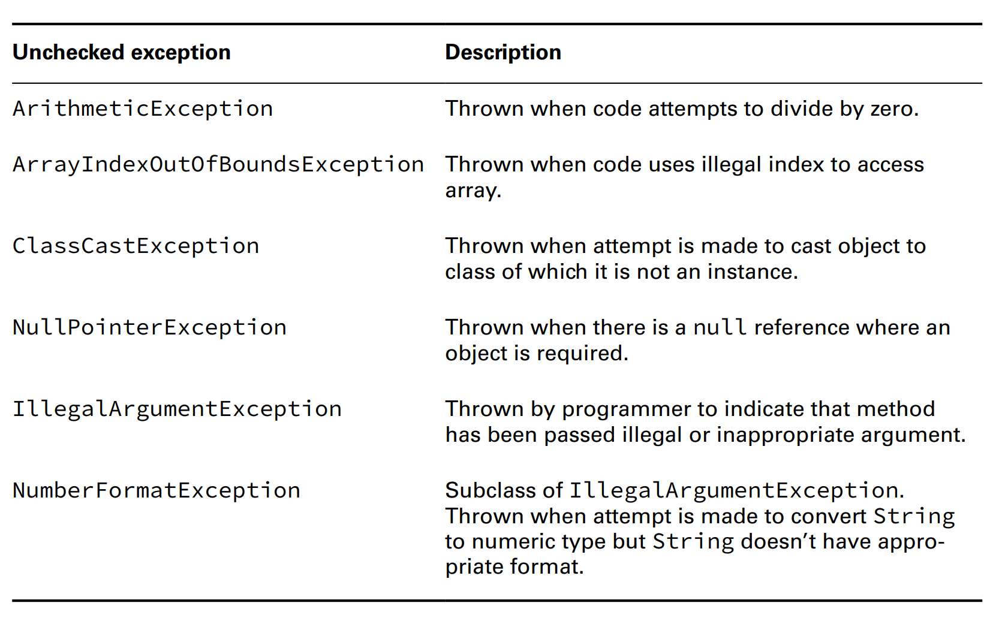 Unchecked exception Description
ArithmeticException Thrown when code attempts to divide by zero.
ArrayIndexOutOfBoundsException Thrown when code uses illegal index to access
array.
ClassCastException Thrown when attempt is made to cast object to
class of which it is not an instance.
NullPointerException Thrown when there is a null reference where an
object is required.
IllegalArgumentException Thrown by programmer to indicate that method
has been passed illegal or inappropriate argument.
NumberFormatException Subclass of IllegalArgumentException.
Thrown when attempt is made to convert String
to numeric type but String doesn’t have appro-
priate format.